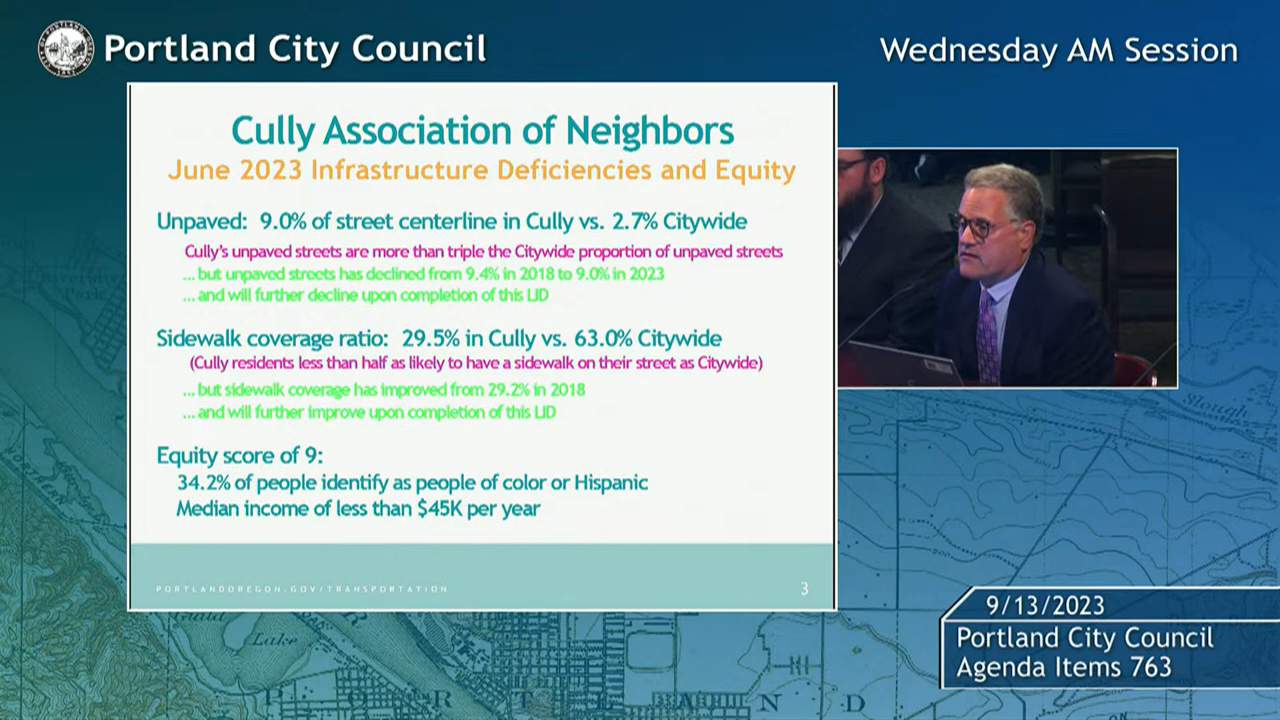 Portland City Council
Wednesday AM Session
Cully Association of Neighbors
June 2023 Infrastructure Deficiencies and Equity
Unpaved: 9.0% of street centerline in Cully vs. 2.7% Citywide
Cully's unpaved streets are more than triple the Citywide proportion of unpaved streets
... but unpaved streets has declined from 9.4% in 2018 to 9.0% in 2023
... and will further decline upon completion of this LID
Sidewalk coverage ratio: 29.5% in Cully vs. 63.0% Citywide
(Cully residents less than half as likely to have a sidewalk on their street as Citywide)
... but sidewalk coverage has improved from 29.2% in 2018
... and will further improve upon completion of this LID
Equity score of 9:
34.2% of people identify as people of color or Hispanic
Median income of less than $45K per year
PORTLANDOREGON.GOV/TRANSPORTATION
3
Slough
Guild
Lake
9/13/2023
Portland City Council
Agenda Items 763